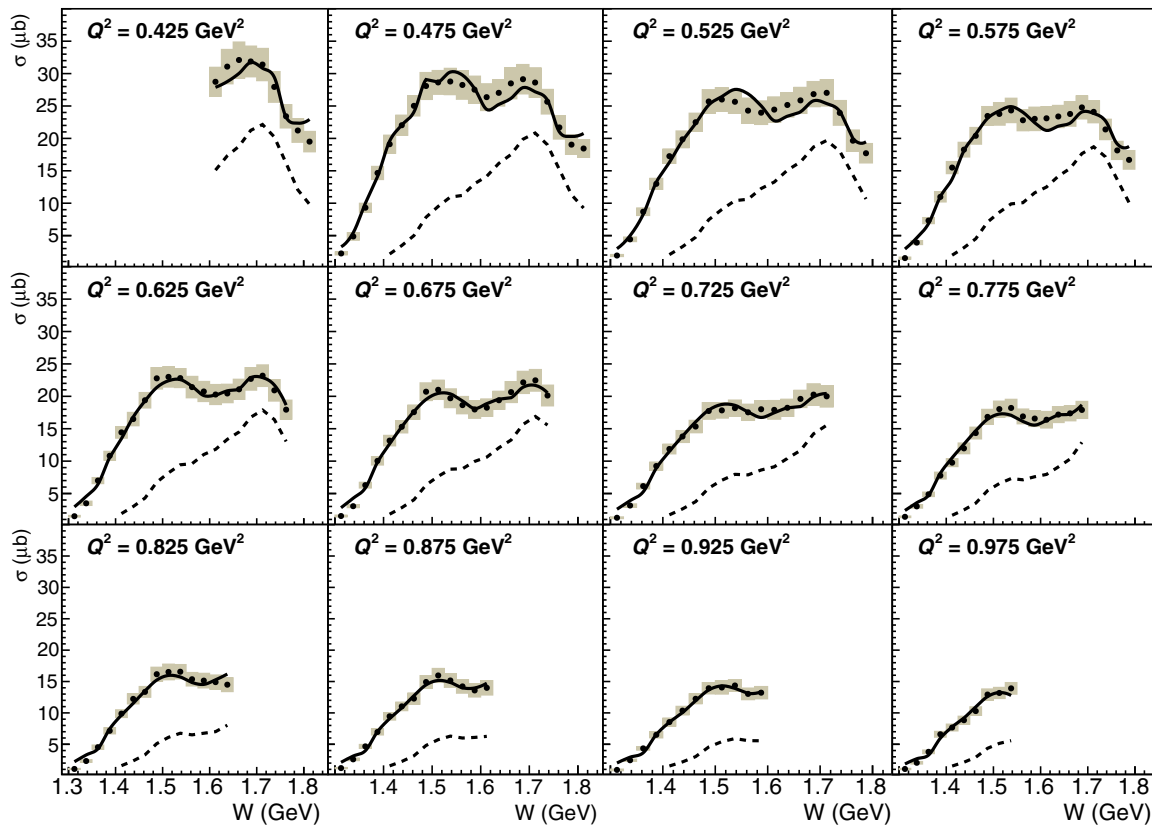 σ (μb)
Q² = 0.425 GeV²
Q² = 0.475 GeV²
Q² = 0.525 GeV²
Q² = 0.575 GeV²
35
30
25
20
15
10
5
σ (μb)
Q² = 0.625 GeV²
Q² = 0.675 GeV²
Q² = 0.725 GeV²
Q² = 0.775 GeV²
35
30
25
20
15
10
5
σ (μb)
Q² = 0.825 GeV²
Q² = 0.875 GeV²
Q² = 0.925 GeV²
Q² = 0.975 GeV²
35
30
25
20
15
10
5
1.3 1.4 1.5 1.6 1.7 1.8 1.4 1.5 1.6 1.7 1.8 1.4 1.5 1.6 1.7 1.8 1.4 1.5 1.6 1.7 1.8
W (GeV) W (GeV) W (GeV) W (GeV)